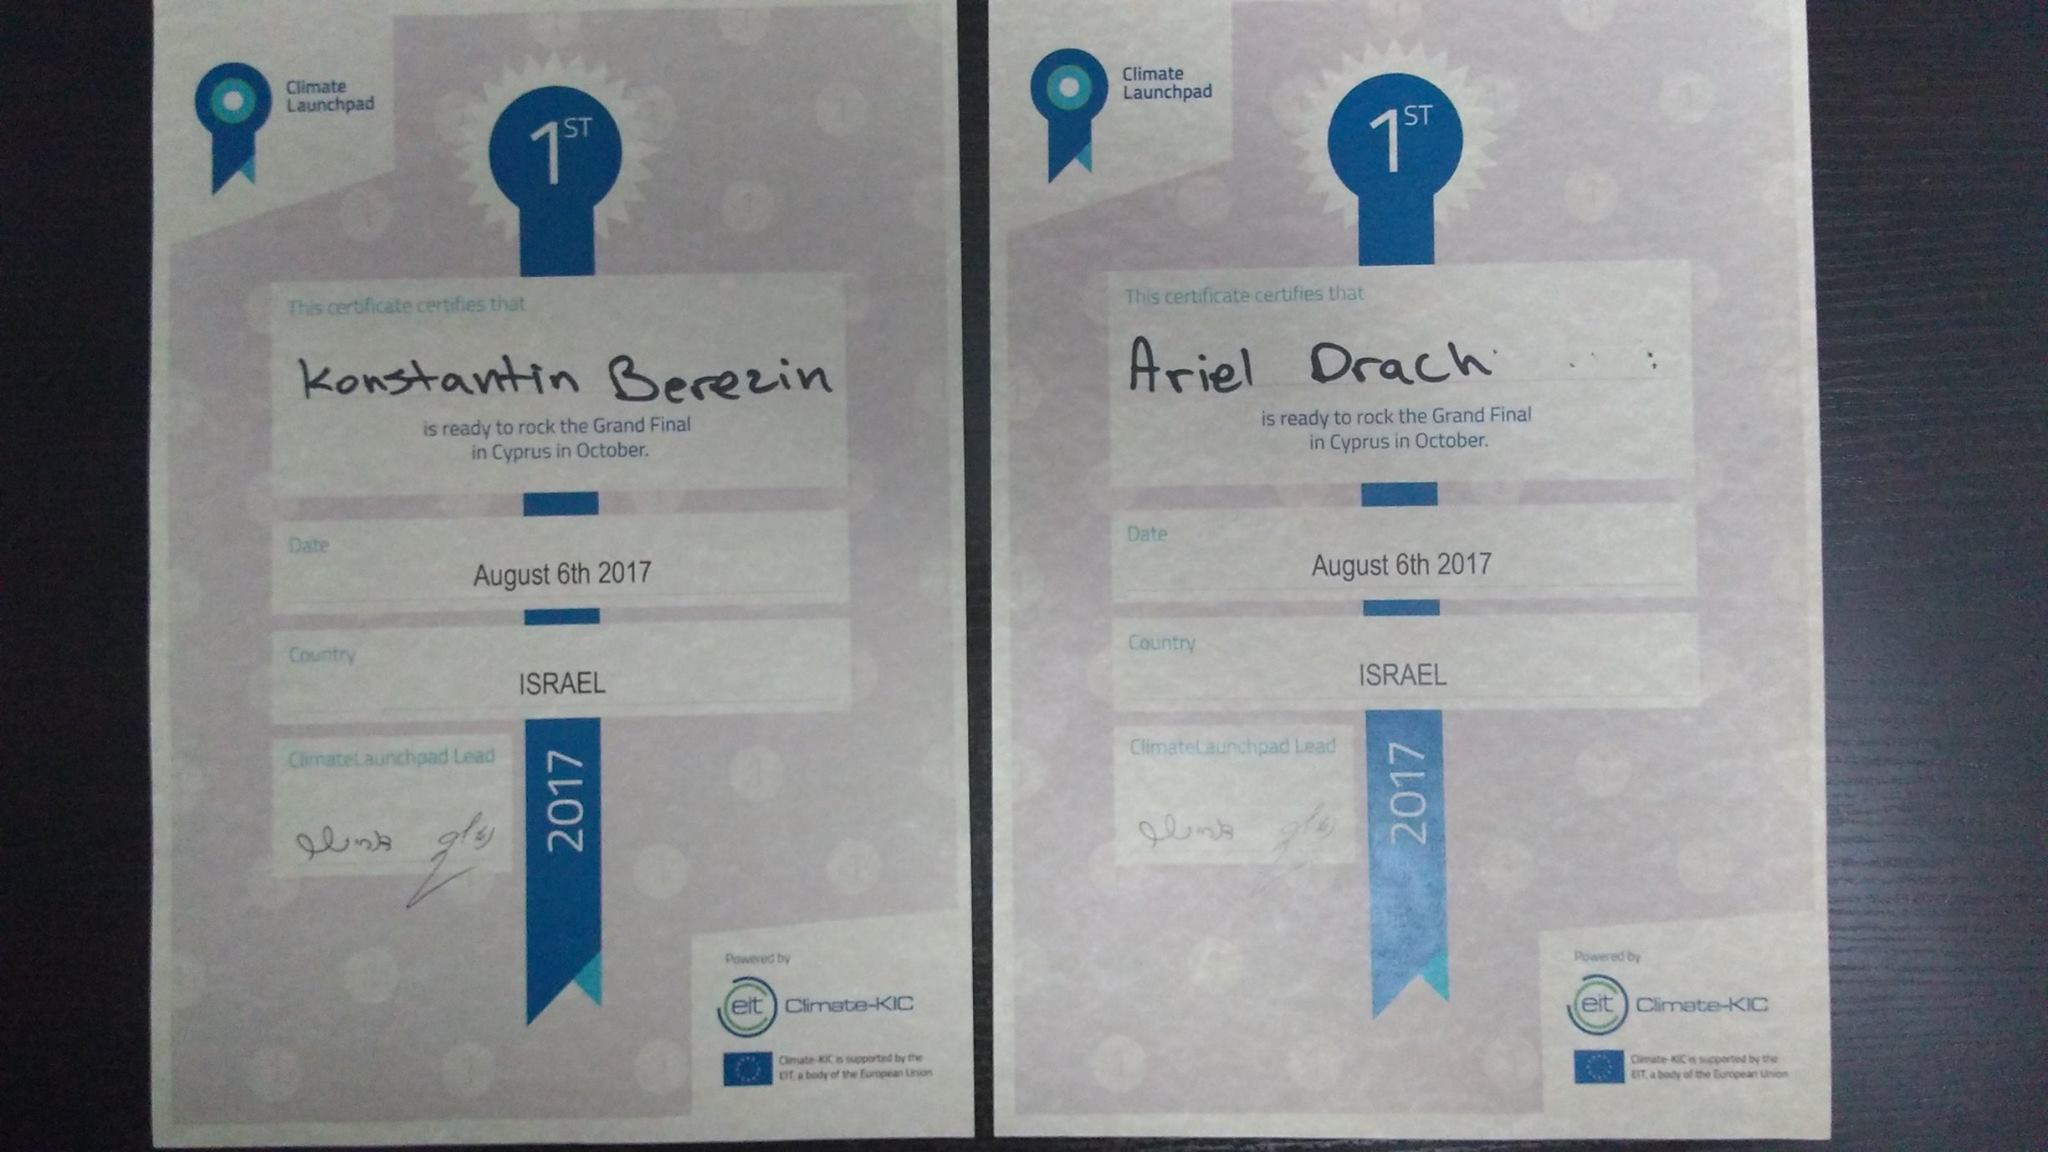 Climate
Launchpad
1ST
This certificate certifies that
Konstantin Berezin
is ready to rock the Grand Final
in Cyprus in October.
Date
August 6th 2017
Country
ISRAEL
ClimateLaunchpad Lead
2017
Powered by
eit Climate-KIC
Climate-KIC is supported by the
EIT, a body of the European Union
Climate
Launchpad
1ST
This certificate certifies that
Ariel Drach
is ready to rock the Grand Final
in Cyprus in October.
Date
August 6th 2017
Country
ISRAEL
ClimateLaunchpad Lead
2017
Powered by
eit Climate-KIC
Climate-KIC is supported by the
EIT, a body of the European Union